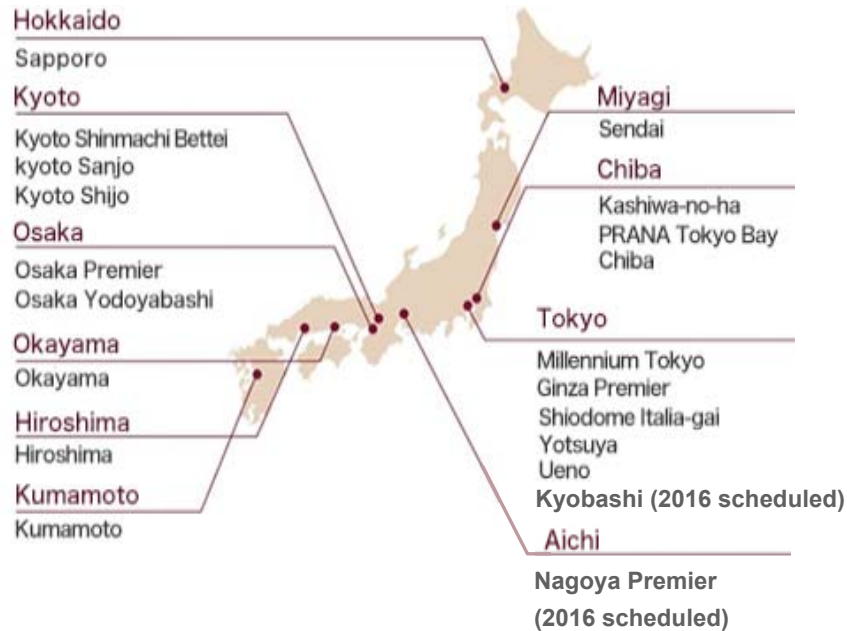 Hokkaido
Sapporo
Kyoto
Kyoto Shinmachi Bettei
kyoto Sanjo
Kyoto Shijo
Osaka
Osaka Premier
Osaka Yodoyabashi
Okayama
Okayama
Hiroshima
Hiroshima
Kumamoto
Kumamoto
Miyagi
Sendai
Chiba
Kashiwa-no-ha
PRANA Tokyo Bay
Chiba
Tokyo
Millennium Tokyo
Ginza Premier
Shiodome Italia-gai
Yotsuya
Ueno
Kyobashi (2016 scheduled)
Aichi
Nagoya Premier
(2016 scheduled)